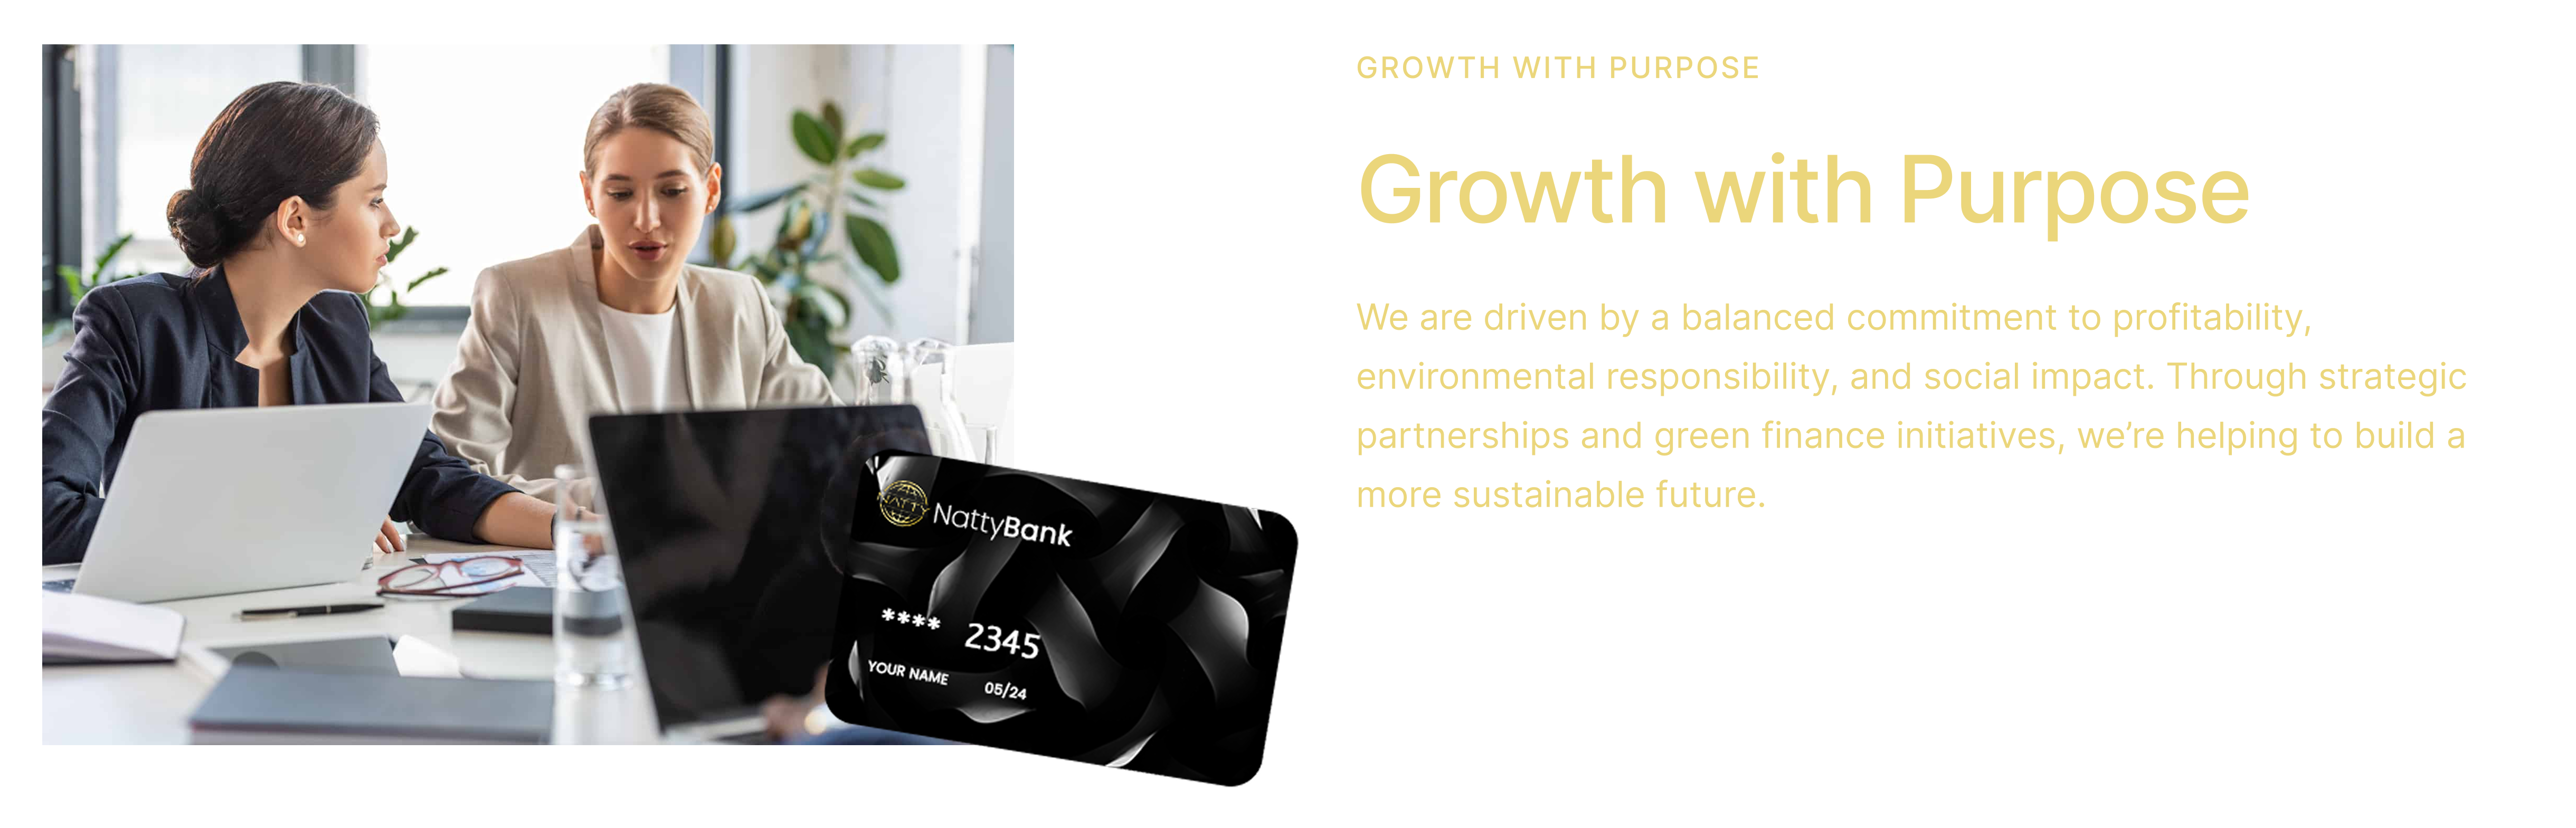 GROWTH WITH PURPOSE
Growth with Purpose
We are driven by a balanced commitment to profitability,
environmental responsibility, and social impact. Through strategic
partnerships and green finance initiatives, we’re helping to build a
more sustainable future.
NATTY
NattyBank
**** 2345
YOUR NAME 05/24